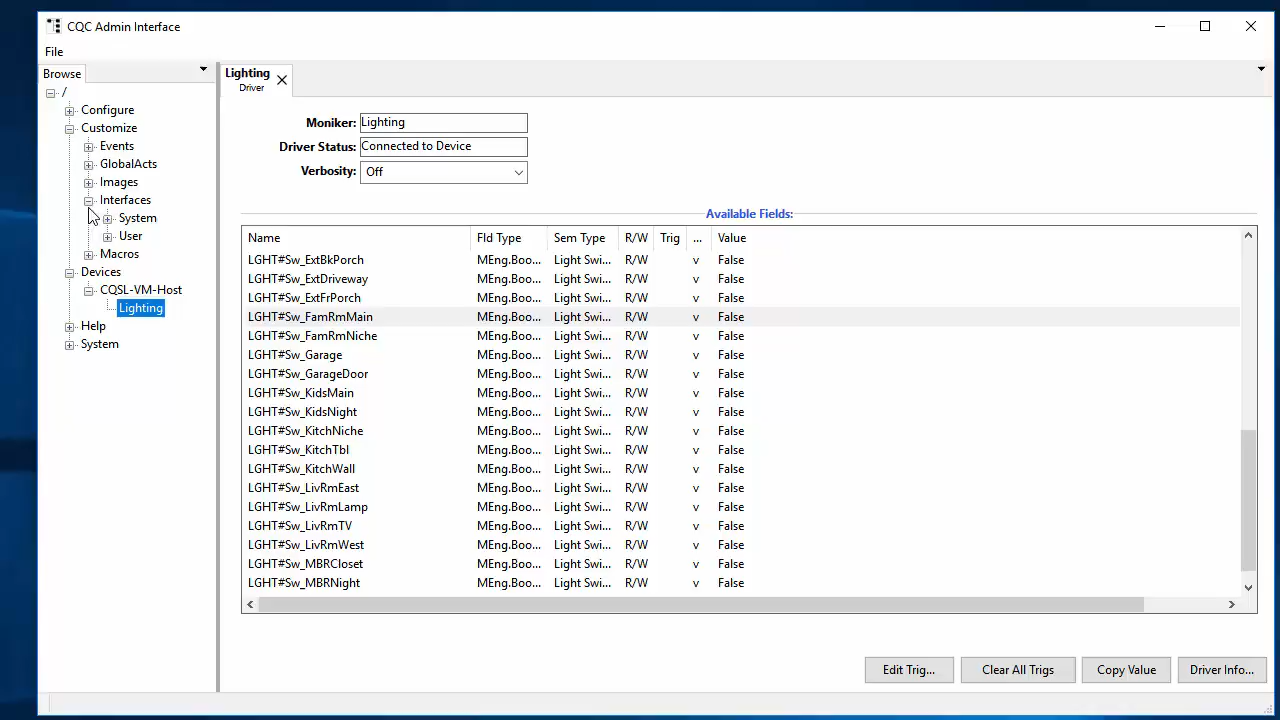 CQC Admin Interface
File
Browse
/
Configure
Customize
Events
GlobalActs
Images
Interfaces
System
User
Macros
Devices
CQSL-VM-Host
Lighting
Help
System
Lighting
Driver
Moniker: Lighting
Driver Status: Connected to Device
Verbosity: Off
Available Fields:
Name Fld Type Sem Type R/W Trig ... Value
LGHT#Sw_ExtBkPorch MEng.Boo... Light Swi... R/W v False
LGHT#Sw_ExtDriveway MEng.Boo... Light Swi... R/W v False
LGHT#Sw_ExtFrPorch MEng.Boo... Light Swi... R/W v False
LGHT#Sw_FamRmMain MEng.Boo... Light Swi... R/W v False
LGHT#Sw_FamRmNiche MEng.Boo... Light Swi... R/W v False
LGHT#Sw_Garage MEng.Boo... Light Swi... R/W v False
LGHT#Sw_GarageDoor MEng.Boo... Light Swi... R/W v False
LGHT#Sw_KidsMain MEng.Boo... Light Swi... R/W v False
LGHT#Sw_KidsNight MEng.Boo... Light Swi... R/W v False
LGHT#Sw_KitchNiche MEng.Boo... Light Swi... R/W v False
LGHT#Sw_KitchTbl MEng.Boo... Light Swi... R/W v False
LGHT#Sw_KitchWall MEng.Boo... Light Swi... R/W v False
LGHT#Sw_LivRmEast MEng.Boo... Light Swi... R/W v False
LGHT#Sw_LivRmLamp MEng.Boo... Light Swi... R/W v False
LGHT#Sw_LivRmTV MEng.Boo... Light Swi... R/W v False
LGHT#Sw_LivRmWest MEng.Boo... Light Swi... R/W v False
LGHT#Sw_MBRCloset MEng.Boo... Light Swi... R/W v False
LGHT#Sw_MBRNight MEng.Boo... Light Swi... R/W v False
Edit Trig... Clear All Trigs Copy Value Driver Info...